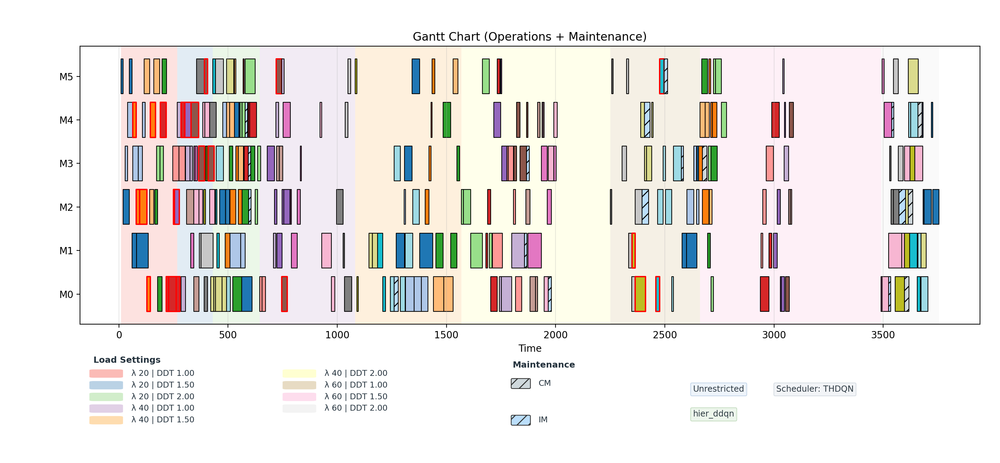 Gantt Chart (Operations + Maintenance)
M5
M4
M3
M2
M1
M0
0 500 1000 1500 2000 2500 3000 3500
Time
Load Settings
λ 20 | DDT 1.00
λ 20 | DDT 1.50
λ 20 | DDT 2.00
λ 40 | DDT 1.00
λ 40 | DDT 1.50
λ 40 | DDT 2.00
λ 60 | DDT 1.00
λ 60 | DDT 1.50
λ 60 | DDT 2.00
Maintenance
CM
IM
Unrestricted
Scheduler: THDQN
hier_ddqn